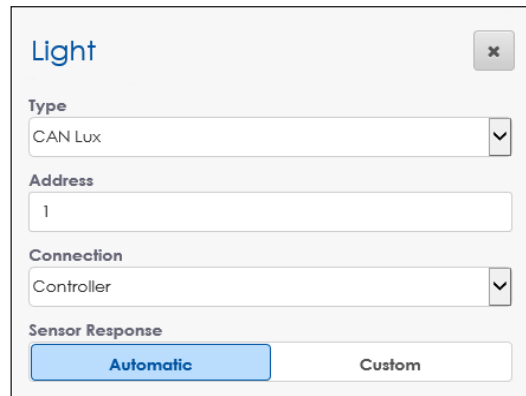 Light
Type
CAN Lux
Address
1
Connection
Controller
Sensor Response
Automatic Custom